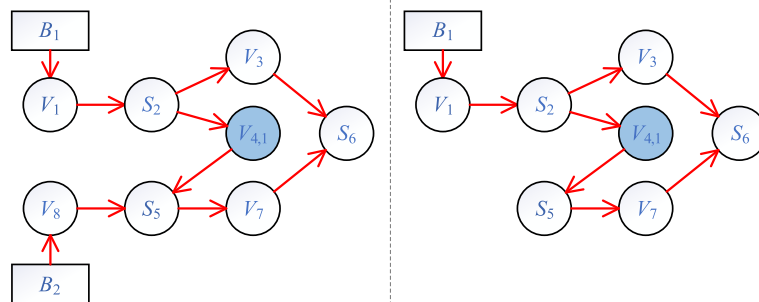 B₁ B₁
V₃ V₃
V₁ S₂ V₁ S₂
V₄,₁ S₆ V₄,₁ S₆
V₈ S₅ V₇ S₅ V₇
B₂